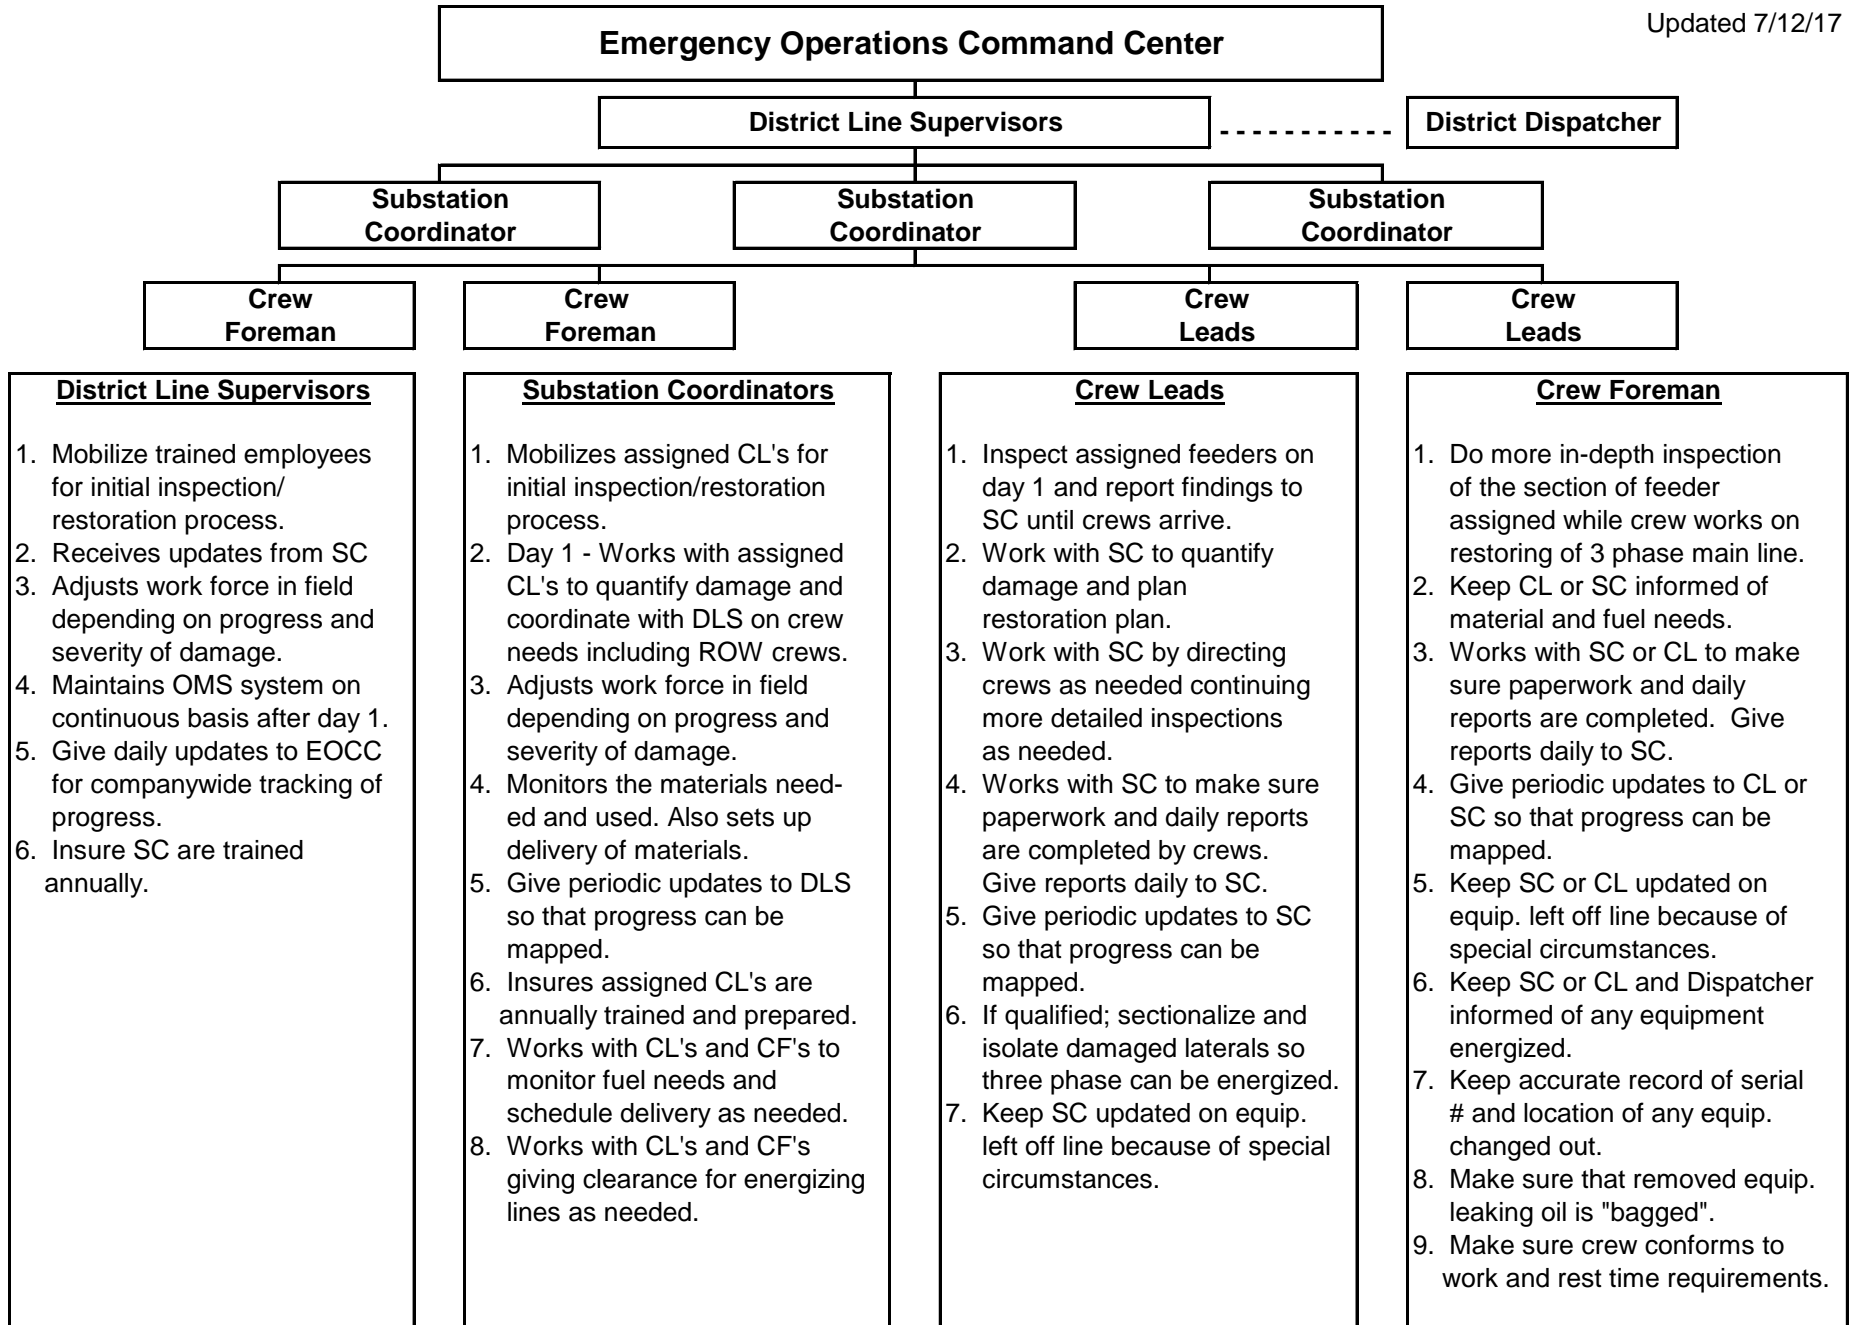 Updated 7/12/17
Emergency Operations Command Center
District Line Supervisors
District Dispatcher
Substation
Coordinator
Substation
Coordinator
Substation
Coordinator
Crew
Foreman
Crew
Foreman
Crew
Leads
Crew
Leads
District Line Supervisors
1. Mobilize trained employees
for initial inspection/
restoration process.
2. Receives updates from SC
3. Adjusts work force in field
depending on progress and
severity of damage.
4. Maintains OMS system on
continuous basis after day 1.
5. Give daily updates to EOCC
for companywide tracking of
progress.
6. Insure SC are trained
annually.
Substation Coordinators
1. Mobilizes assigned CL's for
initial inspection/restoration
process.
2. Day 1 - Works with assigned
CL's to quantify damage and
coordinate with DLS on crew
needs including ROW crews.
3. Adjusts work force in field
depending on progress and
severity of damage.
4. Monitors the materials need-
ed and used. Also sets up
delivery of materials.
5. Give periodic updates to DLS
so that progress can be
mapped.
6. Insures assigned CL's are
annually trained and prepared.
7. Works with CL's and CF's to
monitor fuel needs and
schedule delivery as needed.
8. Works with CL's and CF's
giving clearance for energizing
lines as needed.
Crew Leads
1. Inspect assigned feeders on
day 1 and report findings to
SC until crews arrive.
2. Work with SC to quantify
damage and plan
restoration plan.
3. Work with SC by directing
crews as needed continuing
more detailed inspections
as needed.
4. Works with SC to make sure
paperwork and daily reports
are completed by crews.
Give reports daily to SC.
5. Give periodic updates to SC
so that progress can be
mapped.
6. If qualified; sectionalize and
isolate damaged laterals so
three phase can be energized.
7. Keep SC updated on equip.
left off line because of special
circumstances.
Crew Foreman
1. Do more in-depth inspection
of the section of feeder
assigned while crew works on
restoring of 3 phase main line.
2. Keep CL or SC informed of
material and fuel needs.
3. Works with SC or CL to make
sure paperwork and daily
reports are completed. Give
reports daily to SC.
4. Give periodic updates to CL or
SC so that progress can be
mapped.
5. Keep SC or CL updated on
equip. left off line because of
special circumstances.
6. Keep SC or CL and Dispatcher
informed of any equipment
energized.
7. Keep accurate record of serial
# and location of any equip.
changed out.
8. Make sure that removed equip.
leaking oil is "bagged".
9. Make sure crew conforms to
work and rest time requirements.